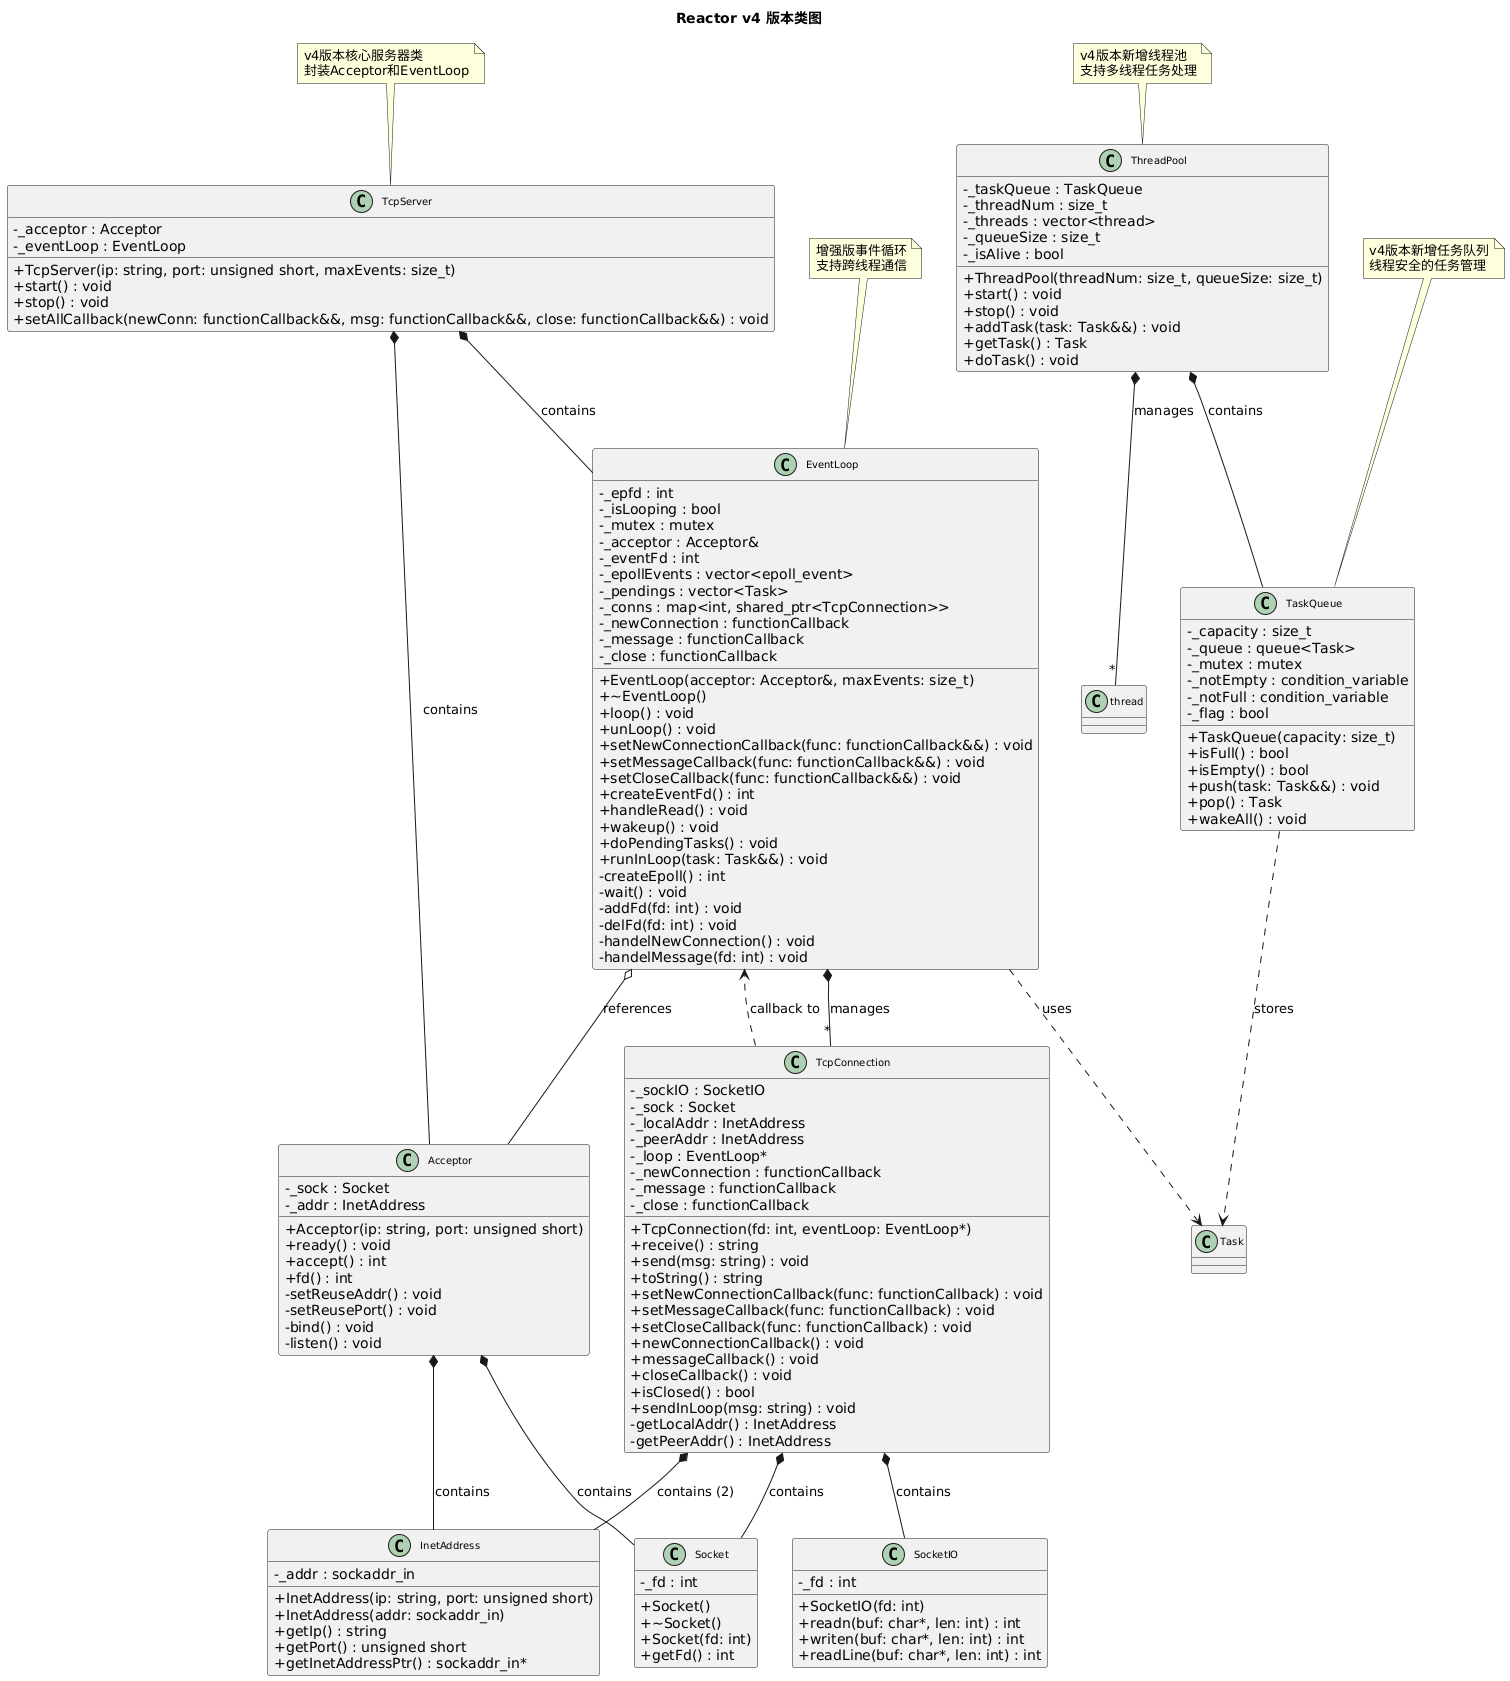 Reactor v4 版本类图
v4版本核心服务器类
封装Acceptor和EventLoop
v4版本新增线程池
支持多线程任务处理
C ThreadPool
-_taskQueue : TaskQueue
-_threadNum : size_t
-_threads : vector<thread>
-_queueSize : size_t
-_isAlive : bool
+ThreadPool(threadNum: size_t, queueSize: size_t)
+start() : void
+stop() : void
+addTask(task: Task&&) : void
+getTask() : Task
+doTask() : void
C TcpServer
-_acceptor : Acceptor
-_eventLoop : EventLoop
+TcpServer(ip: string, port: unsigned short, maxEvents: size_t)
+start() : void
+stop() : void
+setAllCallback(newConn: functionCallback&&, msg: functionCallback&&, close: functionCallback&&) : void
增强版事件循环
支持跨线程通信
v4版本新增任务队列
线程安全的任务管理
contains
manages
contains
C EventLoop
-_epfd : int
-_isLooping : bool
-_mutex : mutex
-_acceptor : Acceptor&
-_eventFd : int
-_epollEvents : vector<epoll_event>
-_pendings : vector<Task>
-_conns : map<int, shared_ptr<TcpConnection>>
-_newConnection : functionCallback
-_message : functionCallback
-_close : functionCallback
+EventLoop(acceptor: Acceptor&, maxEvents: size_t)
+~EventLoop()
+loop() : void
+unLoop() : void
+setNewConnectionCallback(func: functionCallback&&) : void
+setMessageCallback(func: functionCallback&&) : void
+setCloseCallback(func: functionCallback&&) : void
+createEventFd() : int
+handleRead() : void
+wakeup() : void
+doPendingTasks() : void
+runInLoop(task: Task&&) : void
-createEpoll() : int
-wait() : void
-addFd(fd: int) : void
-delFd(fd: int) : void
-handelNewConnection() : void
-handelMessage(fd: int) : void
contains
*
C thread
C TaskQueue
-_capacity : size_t
-_queue : queue<Task>
-_mutex : mutex
-_notEmpty : condition_variable
-_notFull : condition_variable
-_flag : bool
+TaskQueue(capacity: size_t)
+isFull() : bool
+isEmpty() : bool
+push(task: Task&&) : void
+pop() : Task
+wakeAll() : void
references
callback to
manages
*
uses
stores
C TcpConnection
-_sockIO : SocketIO
-_sock : Socket
-_localAddr : InetAddress
-_peerAddr : InetAddress
-_loop : EventLoop*
-_newConnection : functionCallback
-_message : functionCallback
-_close : functionCallback
+TcpConnection(fd: int, eventLoop: EventLoop*)
+receive() : string
+send(msg: string) : void
+toString() : string
+setNewConnectionCallback(func: functionCallback) : void
+setMessageCallback(func: functionCallback) : void
+setCloseCallback(func: functionCallback) : void
+newConnectionCallback() : void
+messageCallback() : void
+closeCallback() : void
+isClosed() : bool
+sendInLoop(msg: string) : void
-getLocalAddr() : InetAddress
-getPeerAddr() : InetAddress
C Acceptor
-_sock : Socket
-_addr : InetAddress
+Acceptor(ip: string, port: unsigned short)
+ready() : void
+accept() : int
+fd() : int
-setReuseAddr() : void
-setReusePort() : void
-bind() : void
-listen() : void
C Task
contains
contains
contains (2)
contains
contains
C InetAddress
-_addr : sockaddr_in
+InetAddress(ip: string, port: unsigned short)
+InetAddress(addr: sockaddr_in)
+getIp() : string
+getPort() : unsigned short
+getInetAddressPtr() : sockaddr_in*
C Socket
-_fd : int
+Socket()
+~Socket()
+Socket(fd: int)
+getFd() : int
C SocketIO
-_fd : int
+SocketIO(fd: int)
+readn(buf: char*, len: int) : int
+writen(buf: char*, len: int) : int
+readLine(buf: char*, len: int) : int